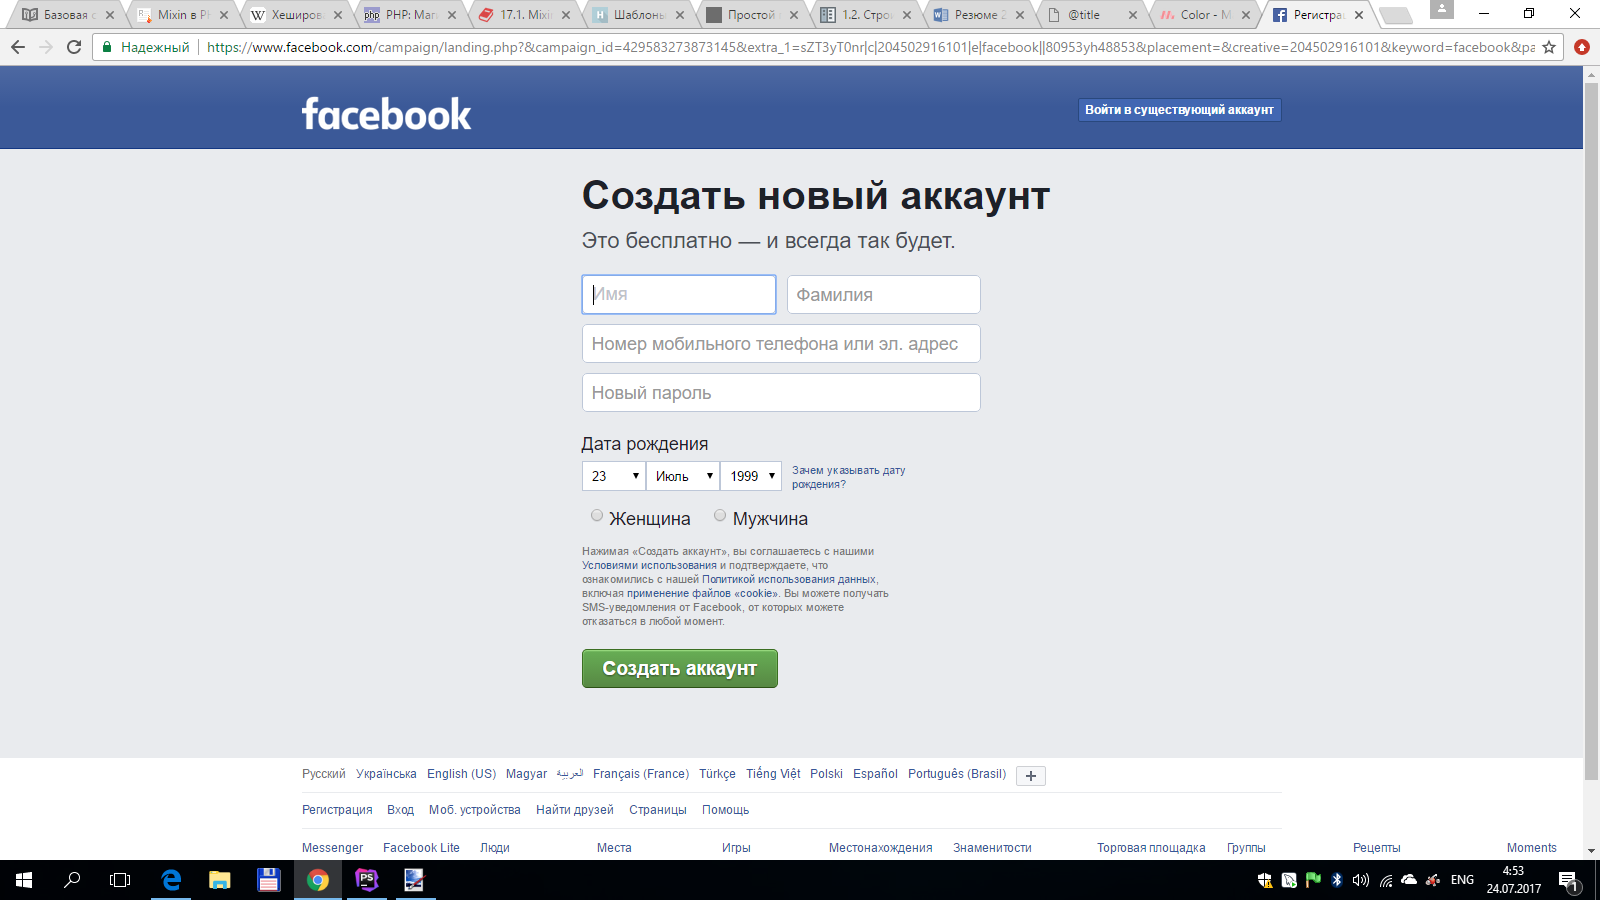 Базовая с
Mixin в PH
Хеширов
PHP: Маги
17.1. Mixi
Шаблоны
Простой
1.2. Стро
Резюме 2
@title
Color - M
Регистрац
Надежный
https://www.facebook.com/campaign/landing.php?&campaign_id=429583273873145&extra_1=sZT3yT0nr|c|204502916101|e|facebook||80953yh48853&placement=&creative=204502916101&keyword=facebook&pa
facebook
Войти в существующий аккаунт
Создать новый аккаунт
Это бесплатно — и всегда так будет.
Имя Фамилия
Номер мобильного телефона или эл. адрес
Новый пароль
Дата рождения
23 Июль 1999
Зачем указывать дату
рождения?
Женщина Мужчина
Нажимая «Создать аккаунт», вы соглашаетесь с нашими
Условиями использования и подтверждаете, что
ознакомились с нашей Политикой использования данных,
включая применение файлов «cookie». Вы можете получать
SMS-уведомления от Facebook, от которых можете
отказаться в любой момент.
Создать аккаунт
Русский Українська English (US) Magyar العربية Français (France) Türkçe Tiếng Việt Polski Español Português (Brasil)
Регистрация Вход Моб. устройства Найти друзей Страницы Помощь
Messenger Facebook Lite Люди Места Игры Местонахождения Знаменитости Торговая площадка Группы Рецепты Moments
ENG
4:53
24.07.2017
1